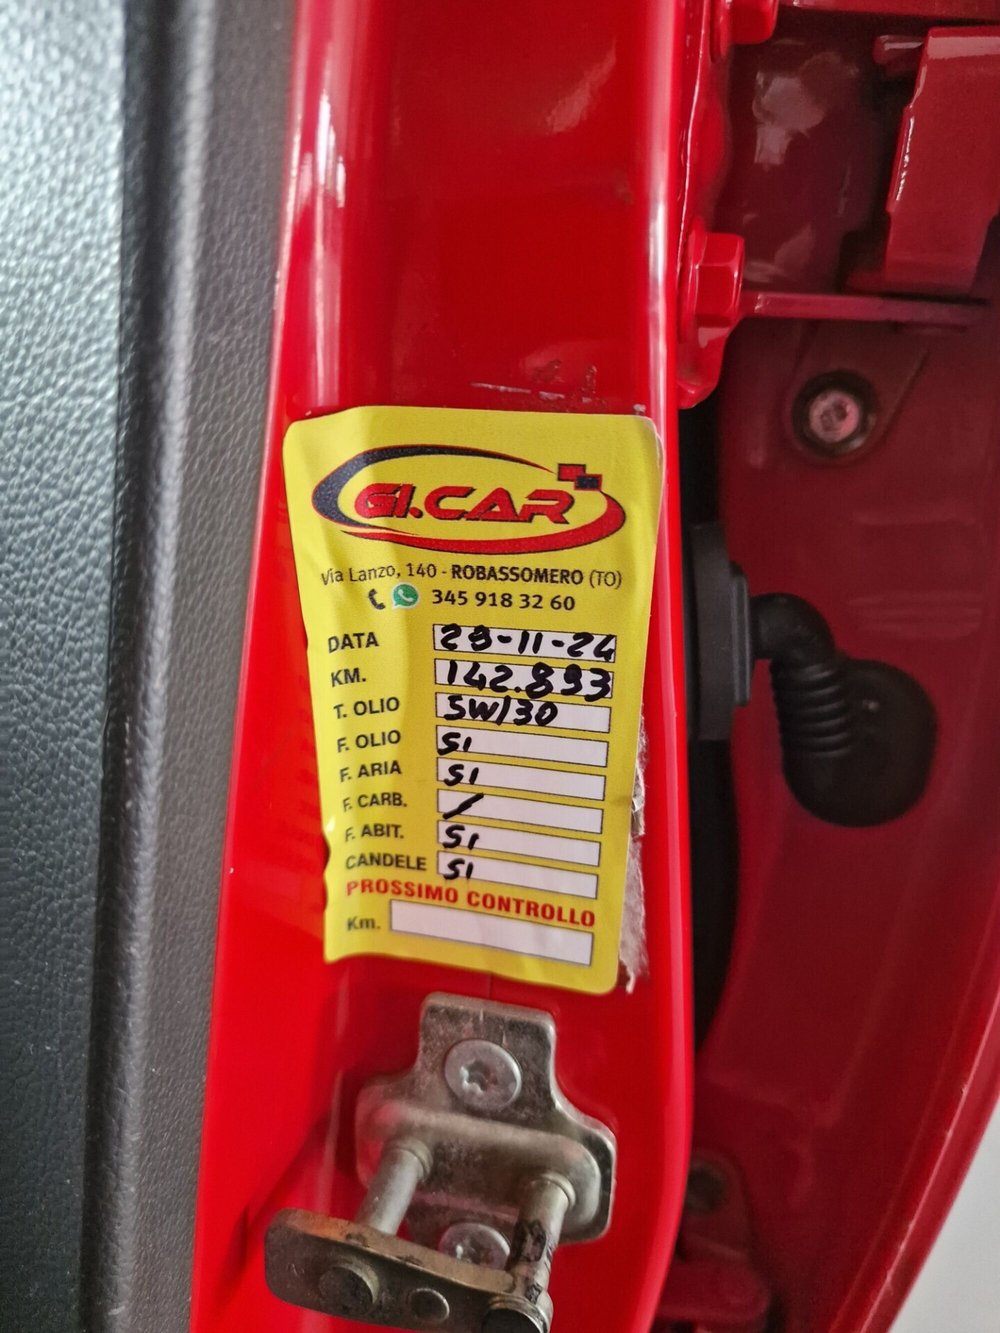 GI.CAR
Via Lanzo, 140 - ROBASSOMERO (TO)
345 918 32 60
DATA 29-11-24
KM. 142.893
T. OLIO 5W/30
F. OLIO SI
F. ARIA SI
F. CARB. /
F. ABIT. SI
CANDELE SI
PROSSIMO CONTROLLO
Km.